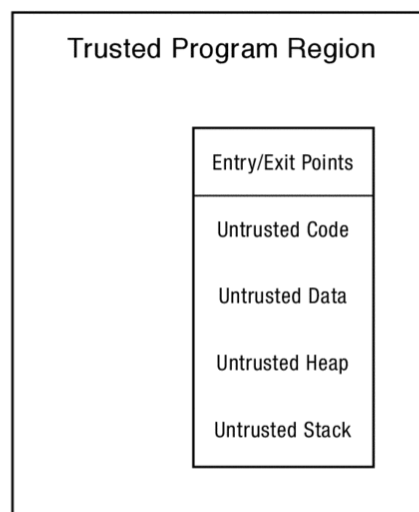 Trusted Program Region
Entry/Exit Points
Untrusted Code
Untrusted Data
Untrusted Heap
Untrusted Stack